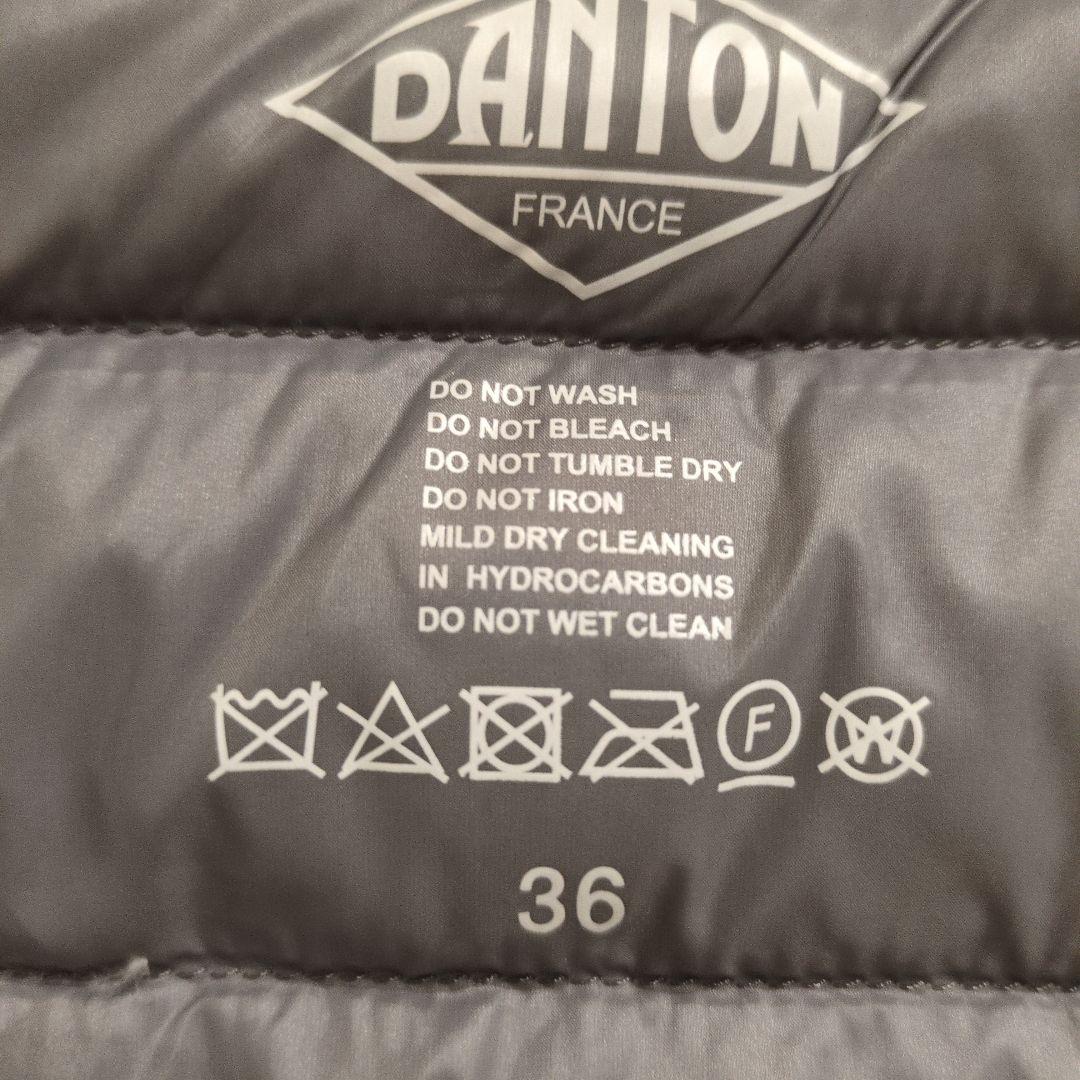 DANTON
FRANCE
DO NOT WASH
DO NOT BLEACH
DO NOT TUMBLE DRY
DO NOT IRON
MILD DRY CLEANING
IN HYDROCARBONS
DO NOT WET CLEAN
F W
36